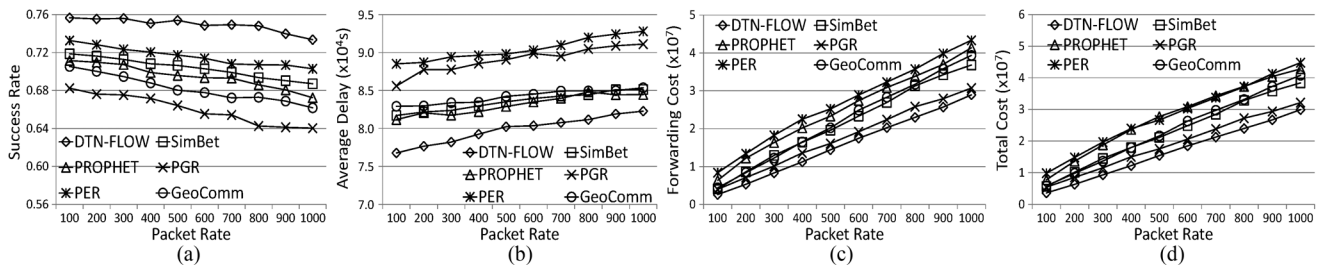 Success Rate
0.76
0.72
0.68
0.64
0.60
0.56
DTN-FLOW SimBet
PROPHET PGR
PER GeoComm
100 200 300 400 500 600 700 800 900 1000
Packet Rate
(a)
Average Delay (x10⁴s)
9.5
9.0
8.5
8.0
7.5
7.0
DTN-FLOW SimBet
PROPHET PGR
PER GeoComm
100 200 300 400 500 600 700 800 900 1000
Packet Rate
(b)
Forwarding Cost (x10⁷)
5
4
3
2
1
0
DTN-FLOW SimBet
PROPHET PGR
PER GeoComm
100 200 300 400 500 600 700 800 900 1000
Packet Rate
(c)
Total Cost (x10⁷)
6
5
4
3
2
1
0
DTN-FLOW SimBet
PROPHET PGR
PER GeoComm
100 200 300 400 500 600 700 800 900 1000
Packet Rate
(d)